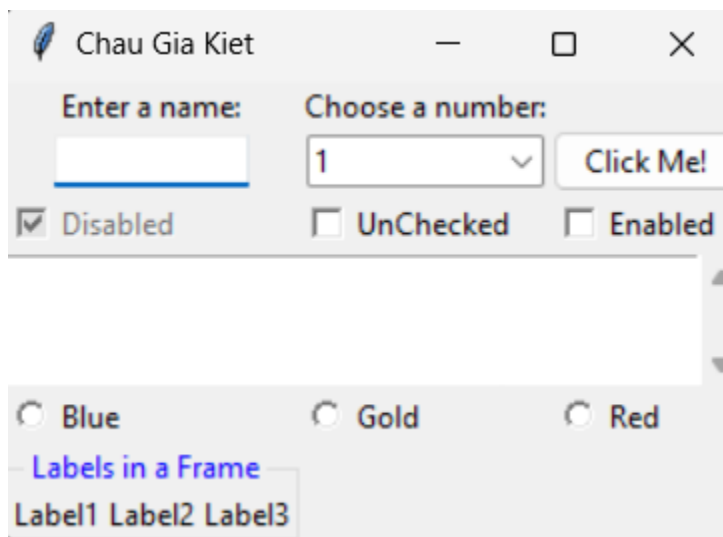 Chau Gia Kiet
Enter a name: Choose a number:
1 Click Me!
Disabled UnChecked Enabled
Blue Gold Red
Labels in a Frame
Label1 Label2 Label3